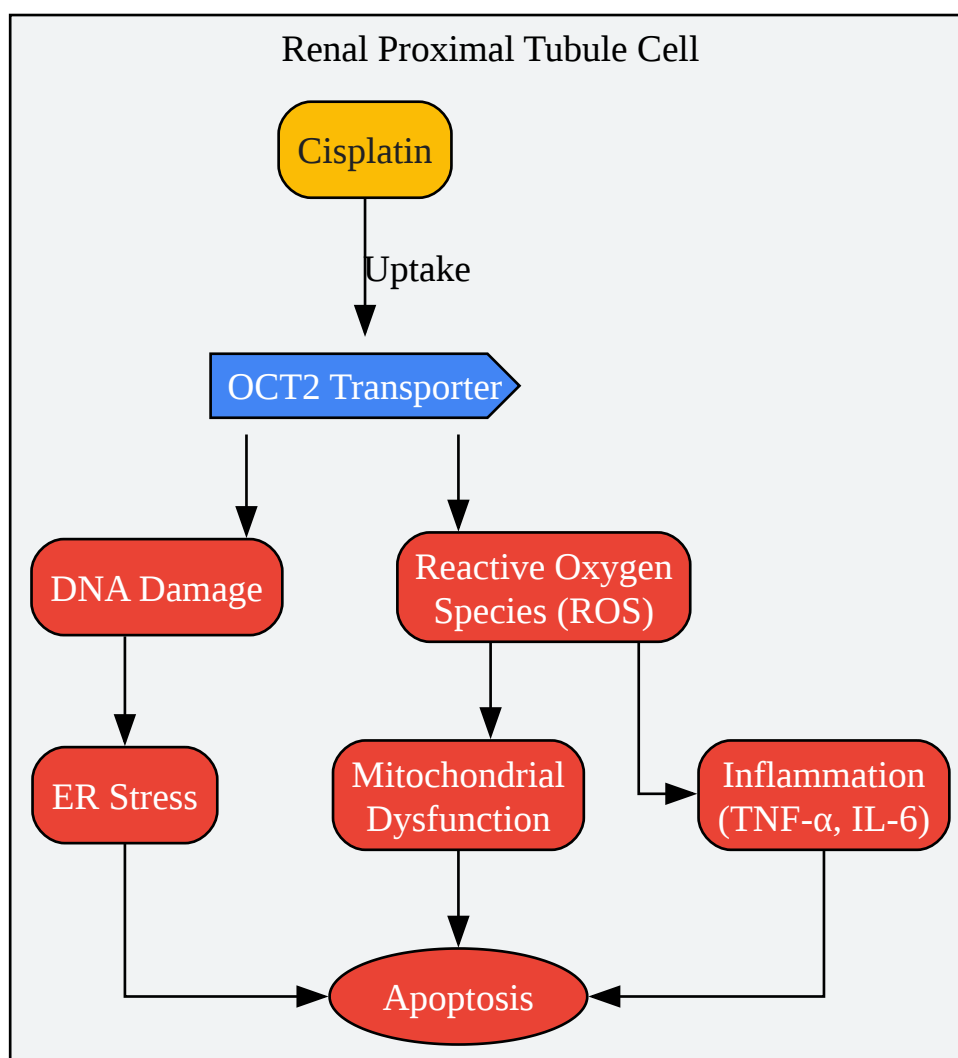 Renal Proximal Tubule Cell
Cisplatin
Uptake
OCT2 Transporter
DNA Damage
Reactive Oxygen
Species (ROS)
ER Stress
Mitochondrial
Dysfunction
Inflammation
(TNF-α, IL-6)
Apoptosis